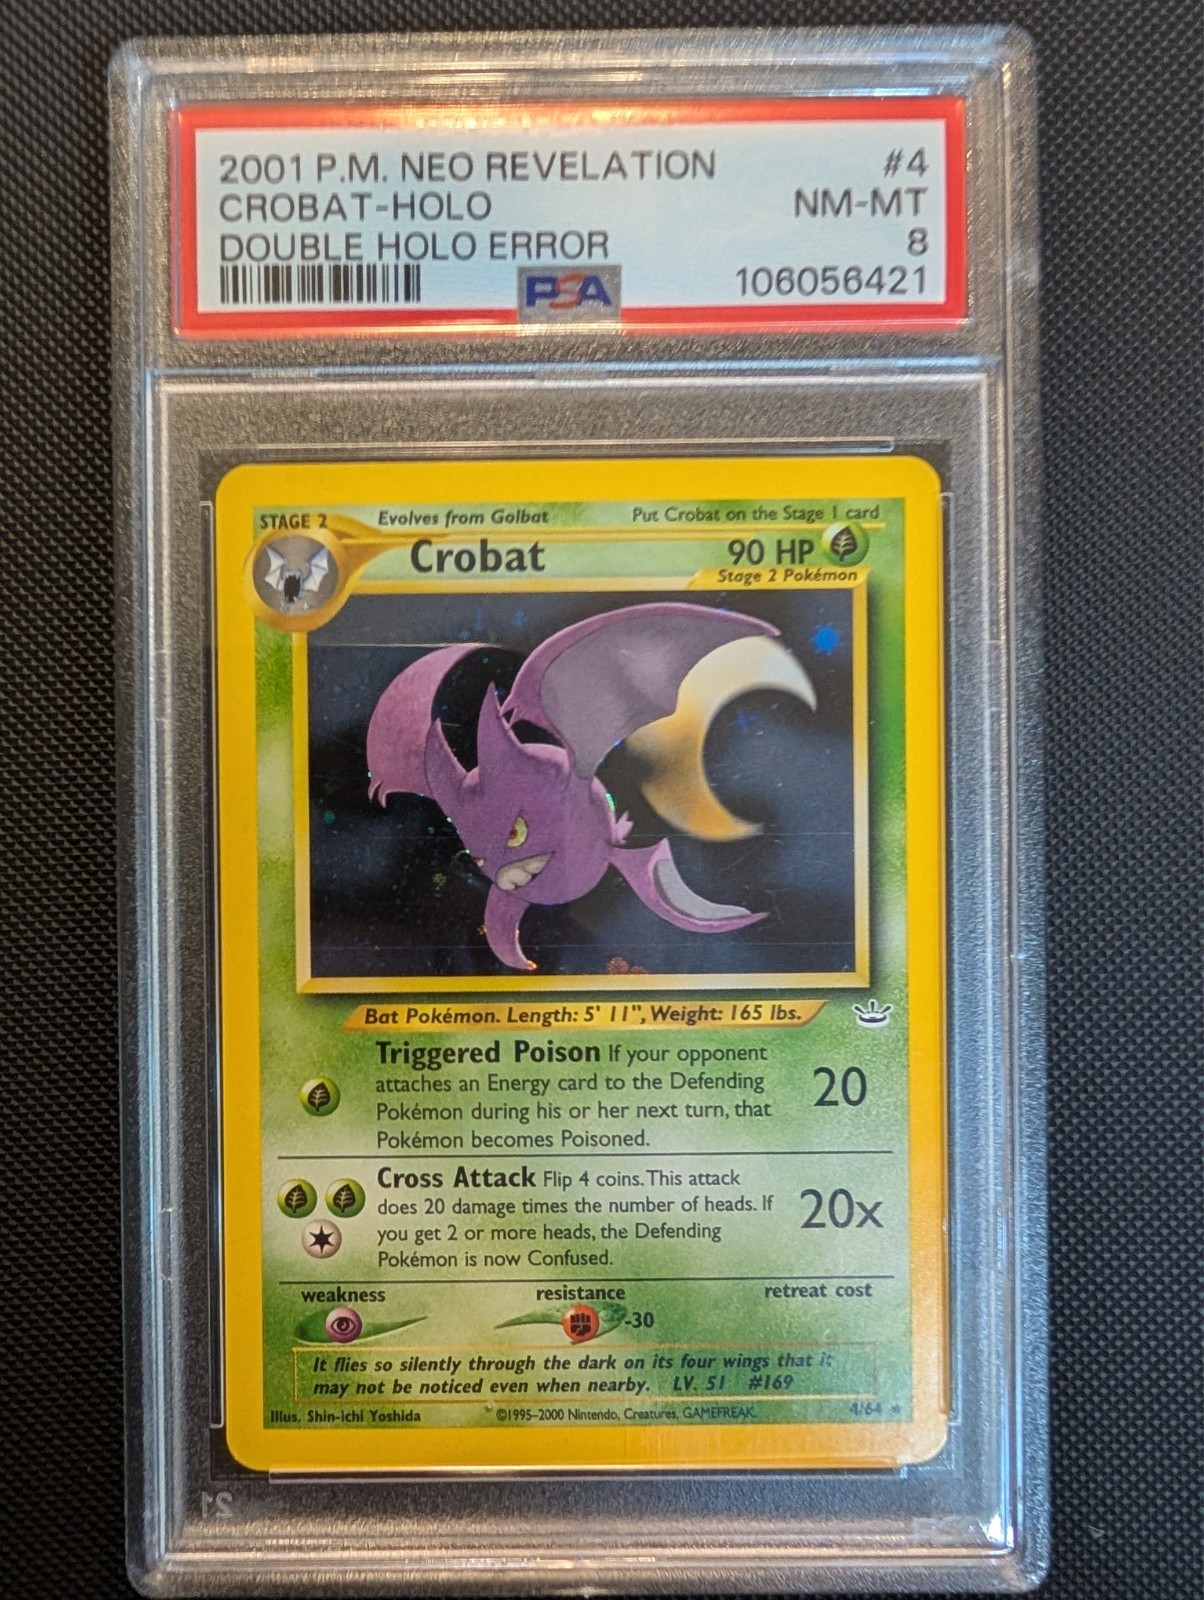 2001 P.M. NEO REVELATION #4
CROBAT-HOLO NM-MT
DOUBLE HOLO ERROR 8
PSA 106056421
STAGE 2 Evolves from Golbat Put Crobat on the Stage 1 card
Crobat 90 HP
Stage 2 Pokémon
Bat Pokémon. Length: 5' 11", Weight: 165 lbs.
Triggered Poison If your opponent
attaches an Energy card to the Defending
Pokémon during his or her next turn, that
Pokémon becomes Poisoned.
20
Cross Attack Flip 4 coins. This attack
does 20 damage times the number of heads. If
you get 2 or more heads, the Defending
Pokémon is now Confused.
20x
weakness resistance retreat cost
-30
It flies so silently through the dark on its four wings that it
may not be noticed even when nearby. LV. 51 #169
Illus. Shin-ichi Yoshida ©1995-2000 Nintendo, Creatures, GAMEFREAK. 4/64 ★
21